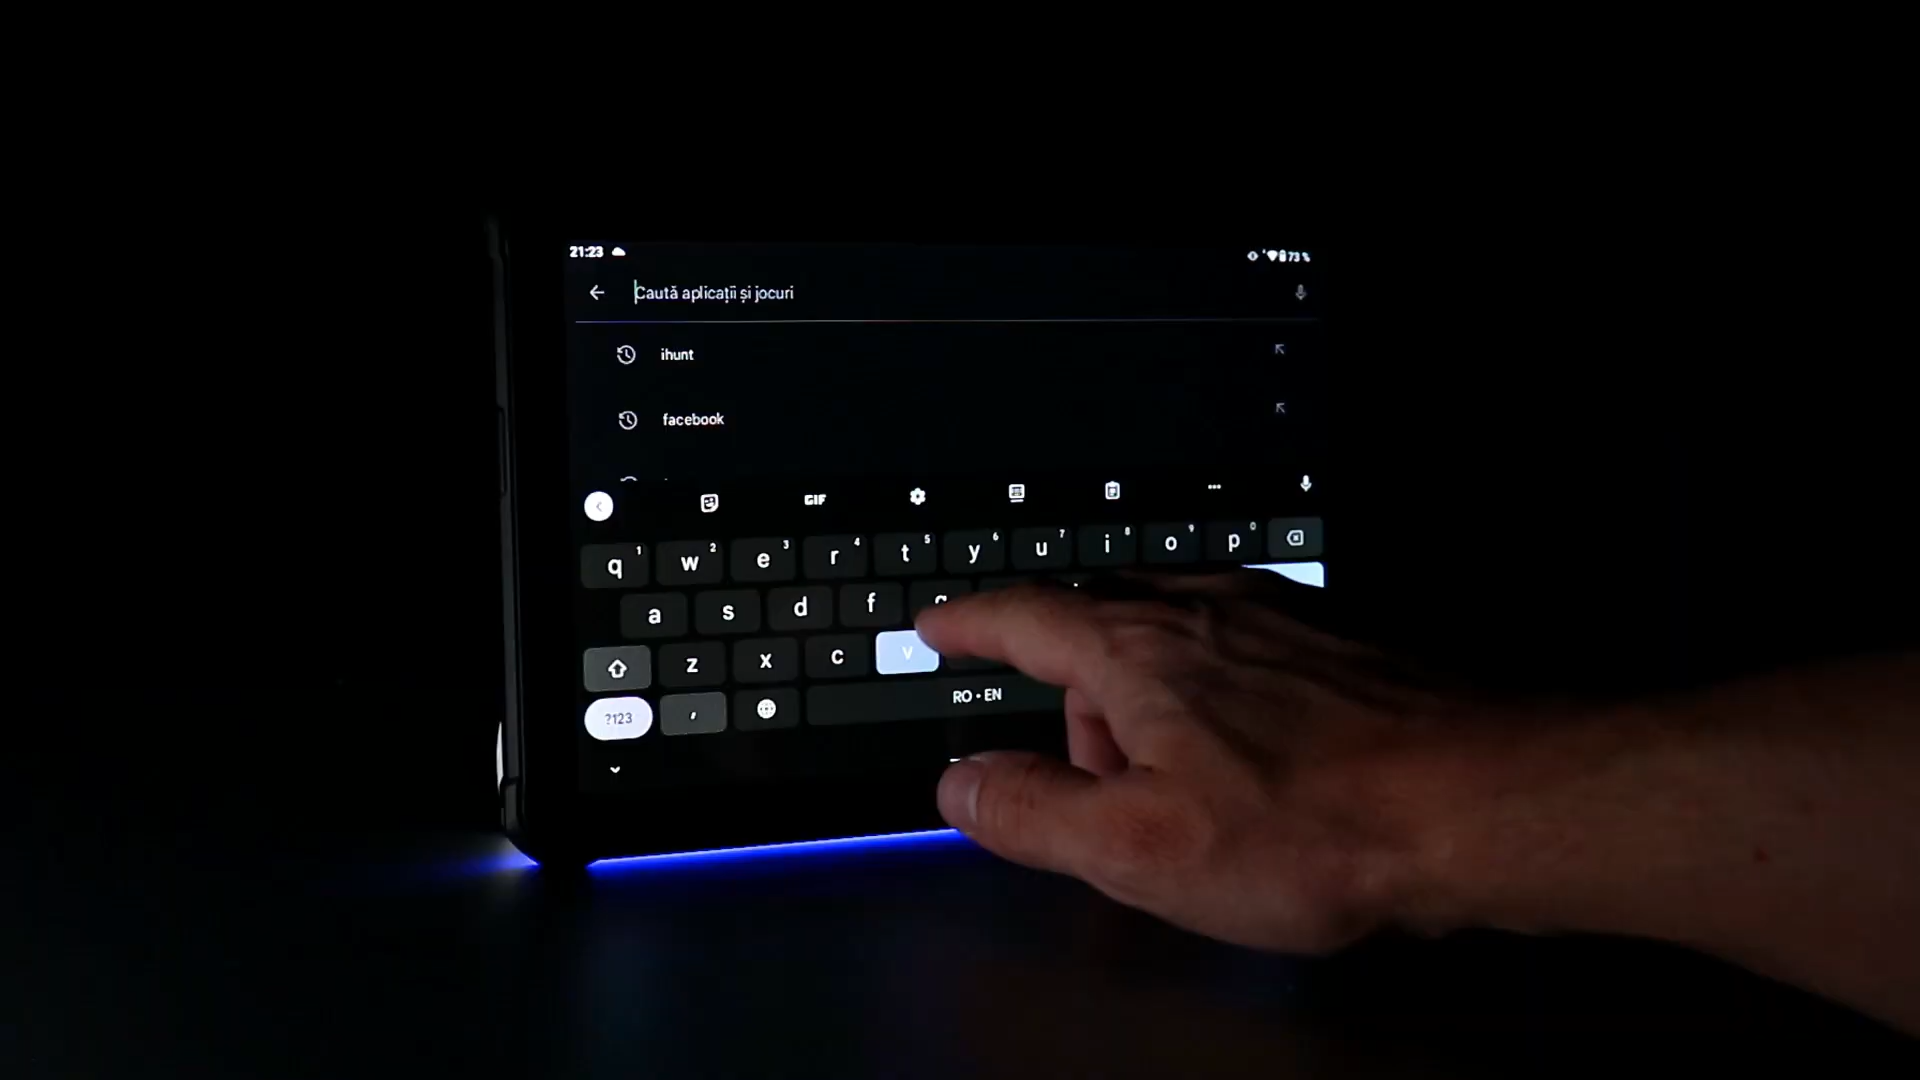 21:23 73 %
Caută aplicații și jocuri
ihunt
facebook
GIF
q 1 w 2 e 3 r 4 t 5 y 6 u 7 i 8 o 9 p 0
a s d f
z x c v
?123 , RO • EN